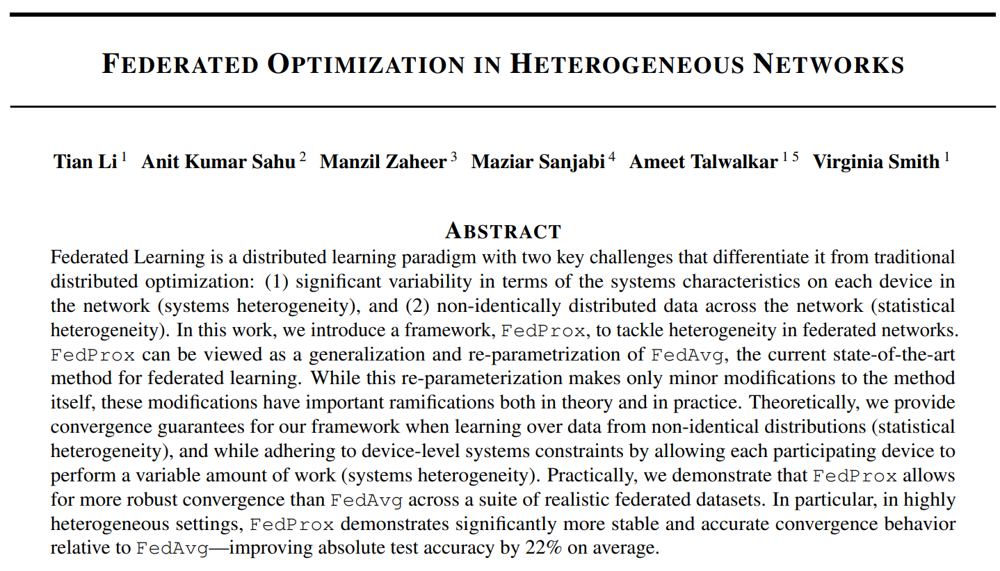 FEDERATED OPTIMIZATION IN HETEROGENEOUS NETWORKS
Tian Li 1 Anit Kumar Sahu 2 Manzil Zaheer 3 Maziar Sanjabi 4 Ameet Talwalkar 1 5 Virginia Smith 1
ABSTRACT
Federated Learning is a distributed learning paradigm with two key challenges that differentiate it from traditional
distributed optimization: (1) significant variability in terms of the systems characteristics on each device in
the network (systems heterogeneity), and (2) non-identically distributed data across the network (statistical
heterogeneity). In this work, we introduce a framework, FedProx, to tackle heterogeneity in federated networks.
FedProx can be viewed as a generalization and re-parametrization of FedAvg, the current state-of-the-art
method for federated learning. While this re-parameterization makes only minor modifications to the method
itself, these modifications have important ramifications both in theory and in practice. Theoretically, we provide
convergence guarantees for our framework when learning over data from non-identical distributions (statistical
heterogeneity), and while adhering to device-level systems constraints by allowing each participating device to
perform a variable amount of work (systems heterogeneity). Practically, we demonstrate that FedProx allows
for more robust convergence than FedAvg across a suite of realistic federated datasets. In particular, in highly
heterogeneous settings, FedProx demonstrates significantly more stable and accurate convergence behavior
relative to FedAvg—improving absolute test accuracy by 22% on average.